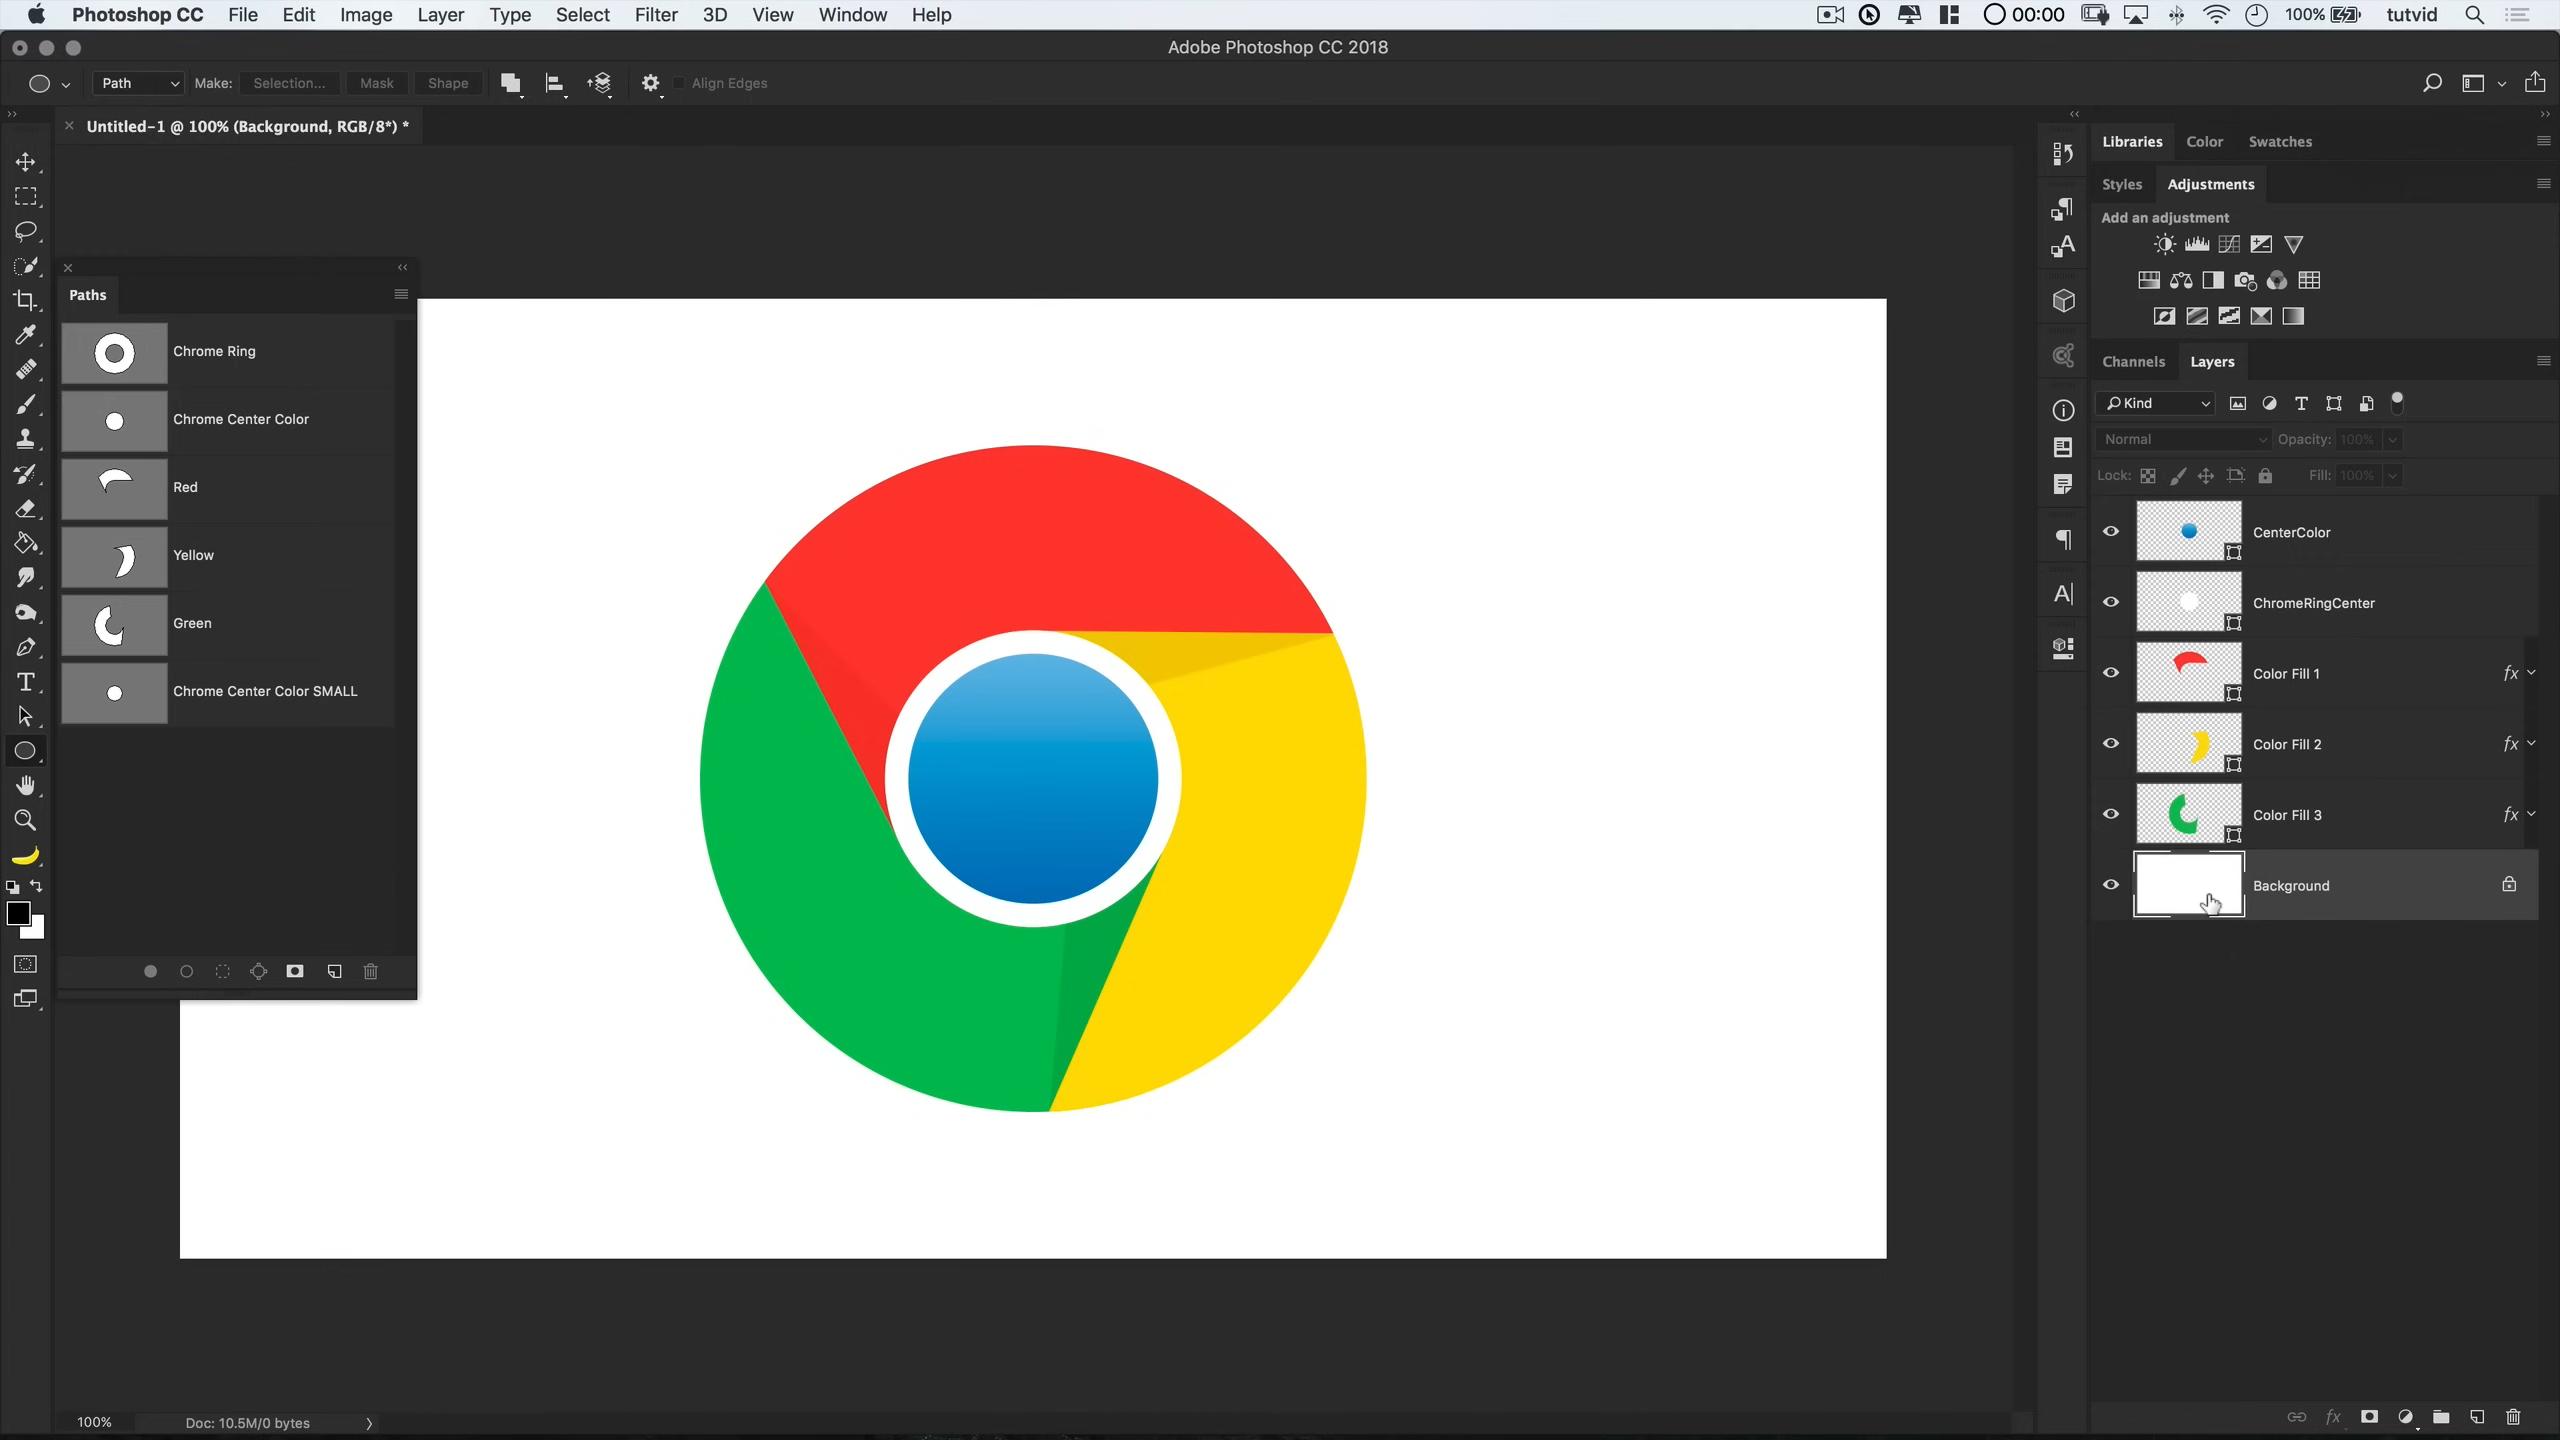 Photoshop CC File Edit Image Layer Type Select Filter 3D View Window Help 00:00 100% tutvid
Adobe Photoshop CC 2018
Path Make: Selection... Mask Shape Align Edges
Untitled-1 @ 100% (Background, RGB/8*) *
Paths
Chrome Ring
Chrome Center Color
Red
Yellow
Green
Chrome Center Color SMALL
Libraries Color Swatches
Styles Adjustments
Add an adjustment
Channels Layers
Kind
Normal Opacity: 100%
Lock: Fill: 100%
CenterColor
ChromeRingCenter
Color Fill 1 fx
Color Fill 2 fx
Color Fill 3 fx
Background
100% Doc: 10.5M/0 bytes
fx